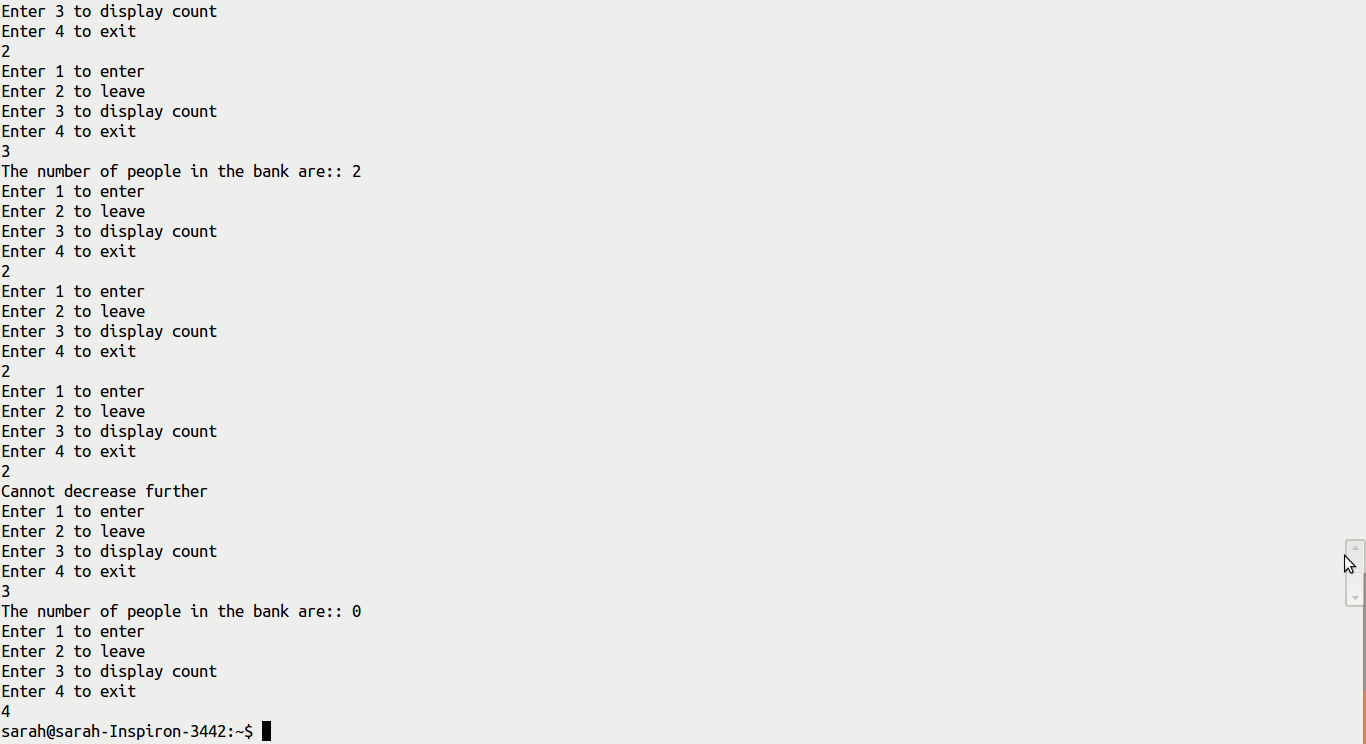 Enter 3 to display count
Enter 4 to exit
2
Enter 1 to enter
Enter 2 to leave
Enter 3 to display count
Enter 4 to exit
3
The number of people in the bank are:: 2
Enter 1 to enter
Enter 2 to leave
Enter 3 to display count
Enter 4 to exit
2
Enter 1 to enter
Enter 2 to leave
Enter 3 to display count
Enter 4 to exit
2
Enter 1 to enter
Enter 2 to leave
Enter 3 to display count
Enter 4 to exit
2
Cannot decrease further
Enter 1 to enter
Enter 2 to leave
Enter 3 to display count
Enter 4 to exit
3
The number of people in the bank are:: 0
Enter 1 to enter
Enter 2 to leave
Enter 3 to display count
Enter 4 to exit
4
sarah@sarah-Inspiron-3442:~$